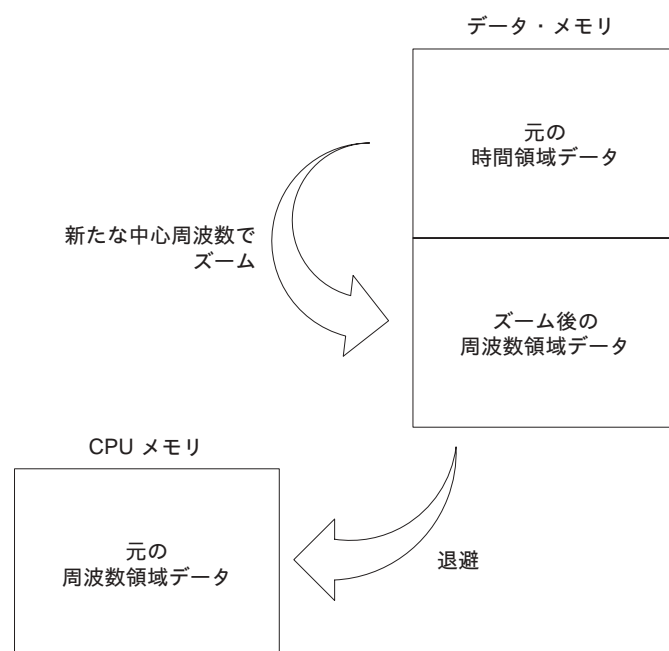 データ・メモリ
元の
時間領域データ
新たな中心周波数で
ズーム
ズーム後の
周波数領域データ
CPU メモリ
元の
周波数領域データ
退避